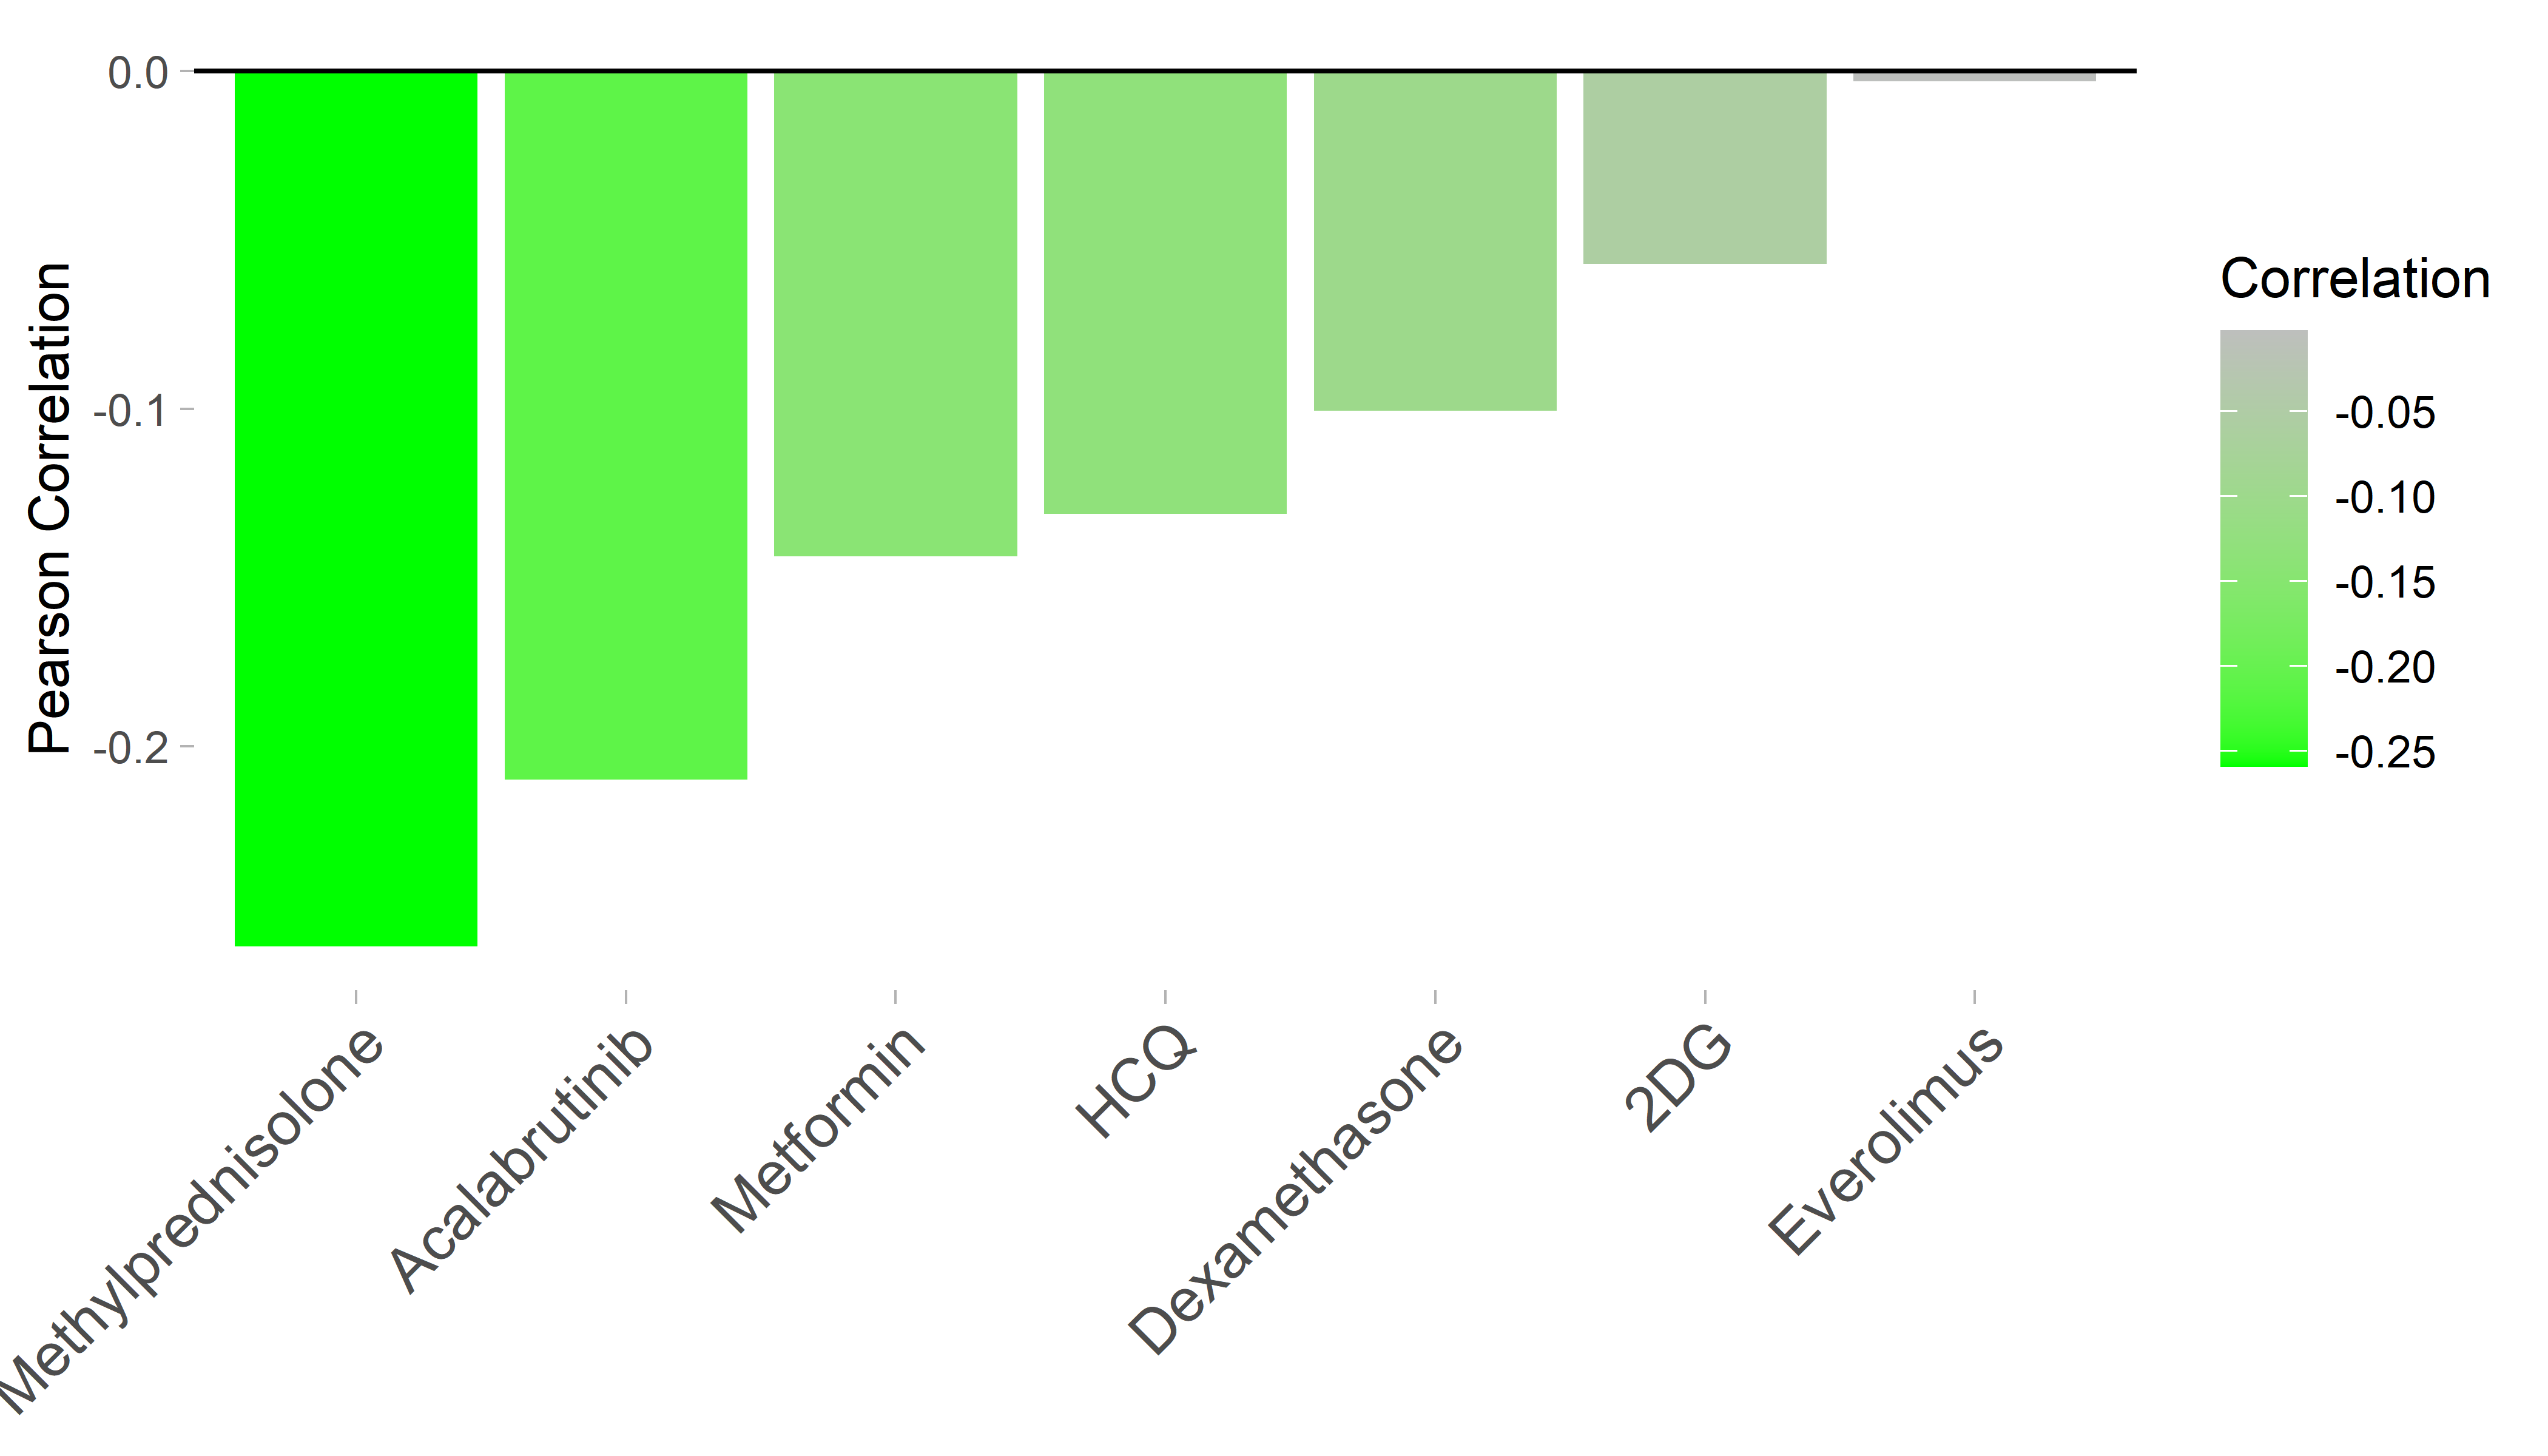 Pearson Correlation
0.0
-0.1
-0.2
Methylprednisolone
Acalabrutinib
Metformin
HCQ
Dexamethasone
2DG
Everolimus
Correlation
-0.05
-0.10
-0.15
-0.20
-0.25